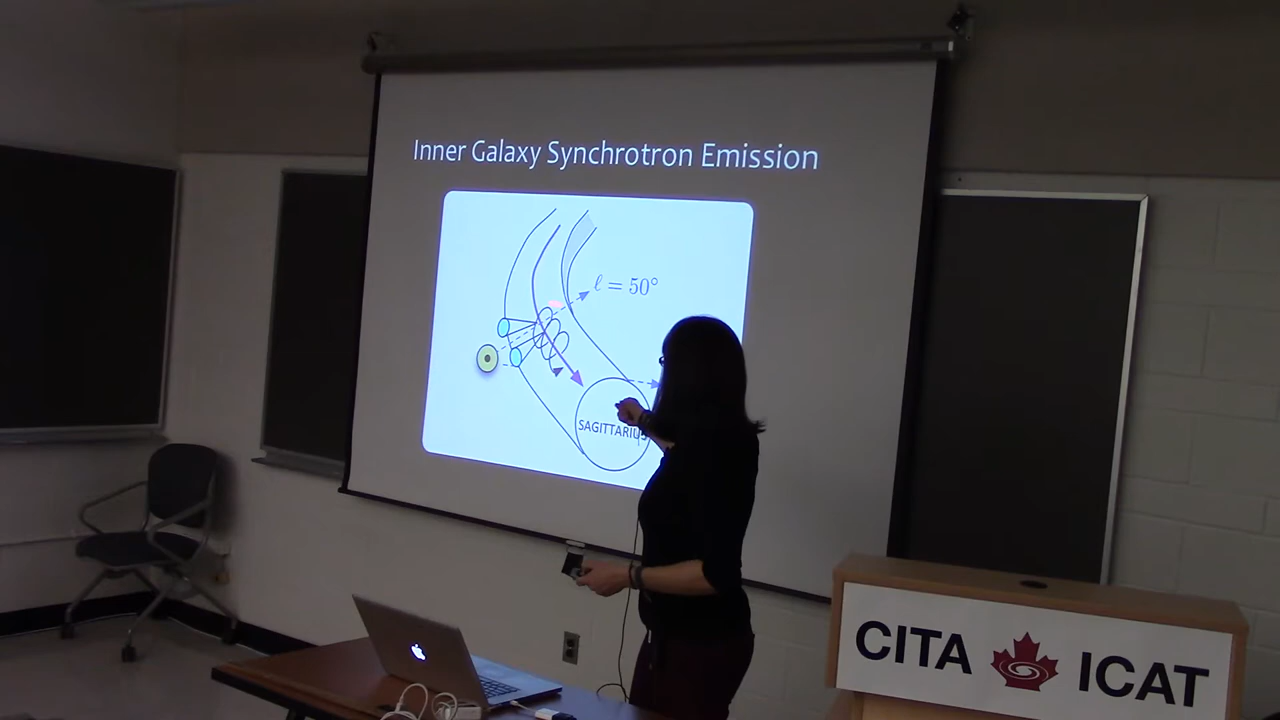 Inner Galaxy Synchrotron Emission
ℓ = 50°
SAGITTARIUS
CITA ICAT